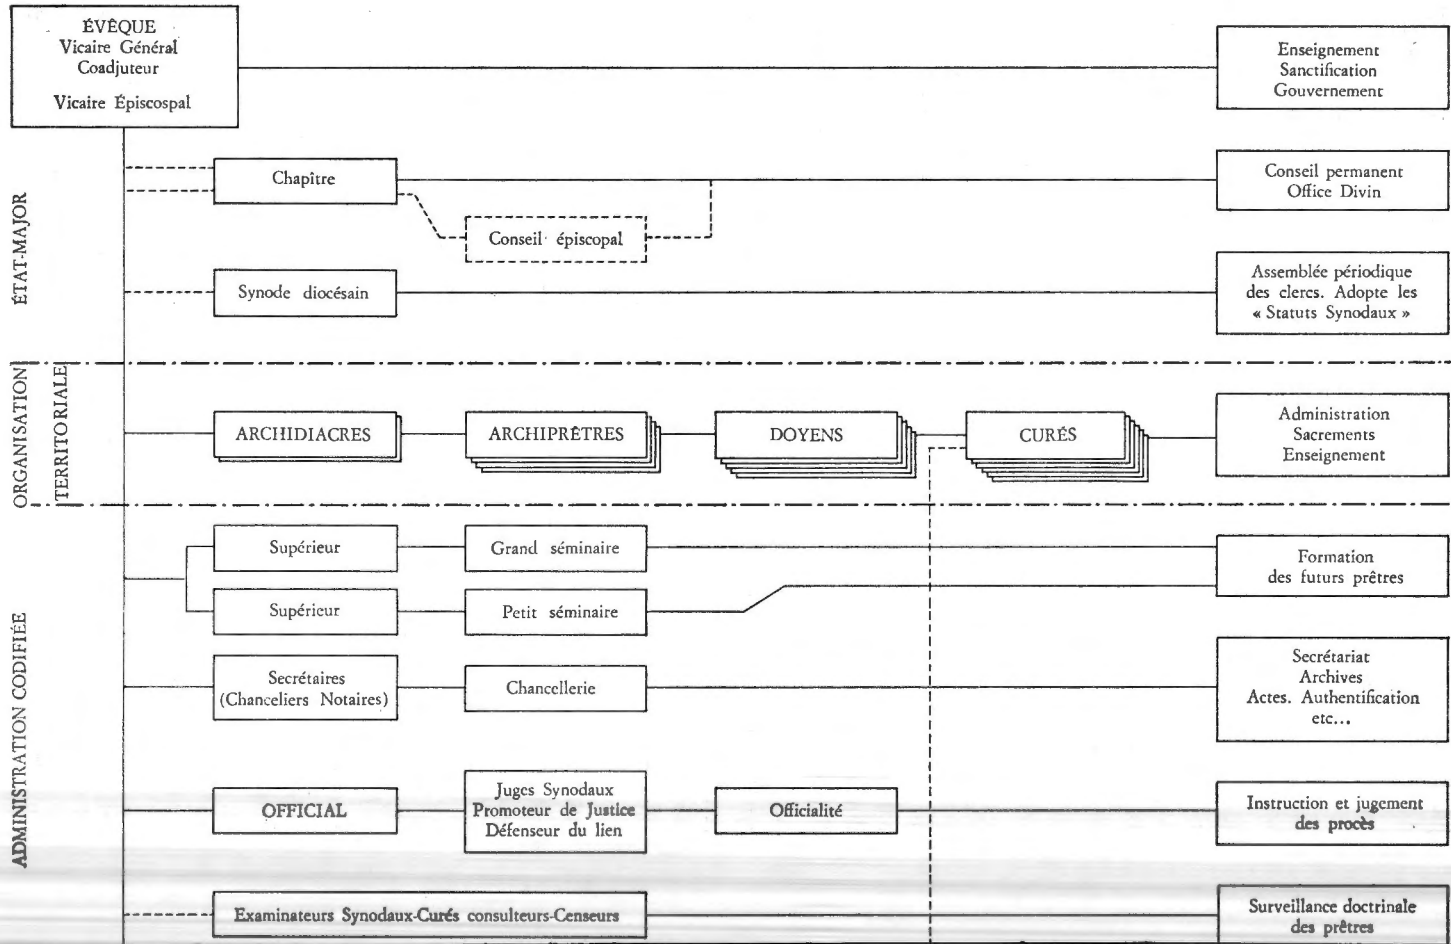 ÉVÊQUE
Vicaire Général
Coadjuteur
Vicaire Épiscospal
Enseignement
Sanctification
Gouvernement
ÉTAT-MAJOR
Chapître
Conseil permanent
Office Divin
Conseil épiscopal
Synode diocésain
Assemblée périodique
des clercs. Adopte les
« Statuts Synodaux »
ORGANISATION
TERRITORIALE
ARCHIDIACRES
ARCHIPRÊTRES
DOYENS
CURÉS
Administration
Sacrements
Enseignement
ADMINISTRATION CODIFIÉE
Supérieur
Grand séminaire
Formation
des futurs prêtres
Supérieur
Petit séminaire
Secrétaires
(Chanceliers Notaires)
Chancellerie
Secrétariat
Archives
Actes. Authentification
etc...
OFFICIAL
Juges Synodaux
Promoteur de Justice
Défenseur du lien
Officialité
Instruction et jugement
des procès
Examinateurs Synodaux-Curés consulteurs-Censeurs
Surveillance doctrinale
des prêtres